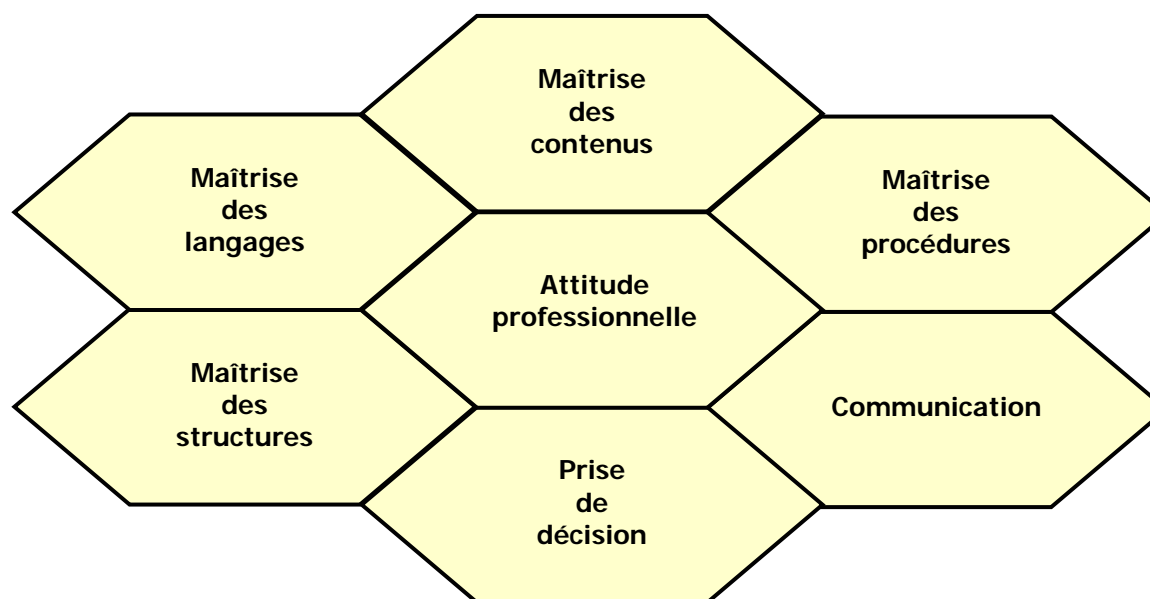 Maîtrise
des
contenus
Maîtrise
des
langages
Maîtrise
des
procédures
Attitude
professionnelle
Maîtrise
des
structures
Communication
Prise
de
décision